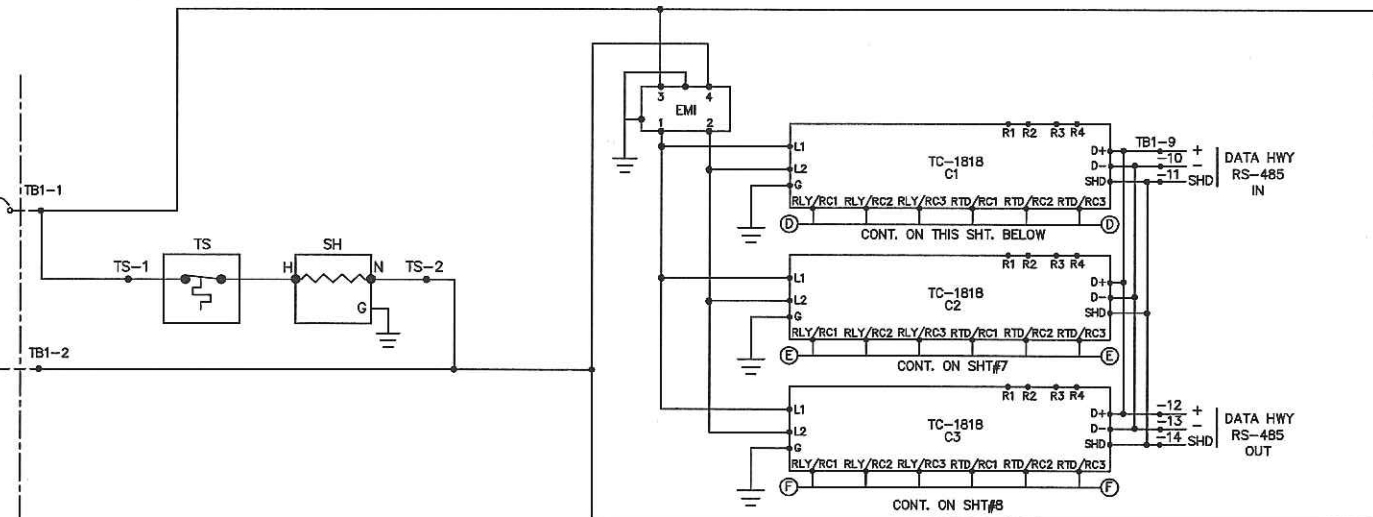 3 4
EMI
1 2
R1 R2 R3 R4
L1
L2
G
TC-1818
C1
D+
D-
SHD
TB1-9 +
-10 -
-11 SHD
DATA HWY
RS-485
IN
RLY/RC1 RLY/RC2 RLY/RC3 RTD/RC1 RTD/RC2 RTD/RC3
D D
CONT. ON THIS SHT. BELOW
TB1-1
TS
SH
TS-1
H
N
TS-2
G
R1 R2 R3 R4
L1
L2
G
TC-1818
C2
D+
D-
SHD
RLY/RC1 RLY/RC2 RLY/RC3 RTD/RC1 RTD/RC2 RTD/RC3
E E
CONT. ON SHT#7
TB1-2
R1 R2 R3 R4
L1
L2
G
TC-1818
C3
D+
D-
SHD
-12 +
-13 -
-14 SHD
DATA HWY
RS-485
OUT
RLY/RC1 RLY/RC2 RLY/RC3 RTD/RC1 RTD/RC2 RTD/RC3
F F
CONT. ON SHT#8